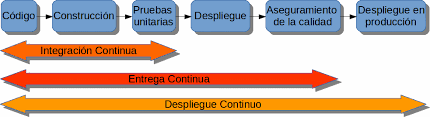 Código
Construcción
Pruebas
unitarias
Despliegue
Aseguramiento
de la calidad
Despliegue en
producción
Integración Continua
Entrega Continua
Despliegue Continuo